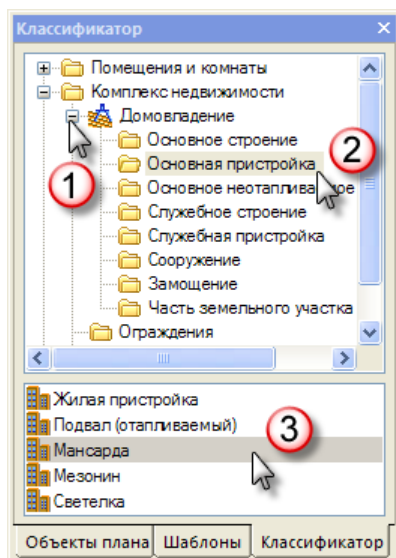 Классификатор
Помещения и комнаты
Комплекс недвижимости
Домовладение
Основное строение
2
Основная пристройка
1
Основное неотапливаемое
Служебное строение
Служебная пристройка
Сооружение
Замощение
Часть земельного участка
Ограждения
Жилая пристройка
Подвал (отапливаемый)
3
Мансарда
Мезонин
Светелка
Объекты плана Шаблоны Классификатор